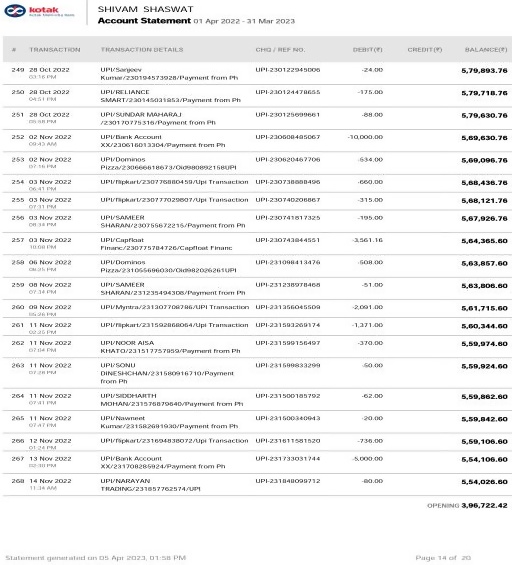 kotak
Kotak Mahindra Bank
SHIVAM SHASWAT
Account Statement 01 Apr 2022 - 31 Mar 2023
# TRANSACTION TRANSACTION DETAILS CHQ / REF NO. DEBIT(₹) CREDIT(₹) BALANCE(₹)
249 28 Oct 2022 UPI/Sanjeev UPI-230122945006 -24.00 5,79,893.76
03:16 PM Kumar/230194573928/Payment from Ph
250 28 Oct 2022 UPI/RELIANCE UPI-230124478655 -175.00 5,79,718.76
04:51 PM SMART/230145031853/Payment from Ph
251 28 Oct 2022 UPI/SUNDAR MAHARAJ UPI-230125699661 -88.00 5,79,630.76
05:58 PM /230170775316/Payment from Ph
252 02 Nov 2022 UPI/Bank Account UPI-230608485067 -10,000.00 5,69,630.76
09:43 AM XX/230616013304/Payment from Ph
253 02 Nov 2022 UPI/Dominos UPI-230620467706 -534.00 5,69,096.76
07:16 PM Pizza/230666618673/Oid980892158UPI
254 03 Nov 2022 UPI/flipkart/230776880459/Upi Transaction UPI-230738888496 -660.00 5,68,436.76
06:41 PM
255 03 Nov 2022 UPI/flipkart/230777029807/Upi Transaction UPI-230740206867 -315.00 5,68,121.76
07:31 PM
256 03 Nov 2022 UPI/SAMEER UPI-230741817325 -195.00 5,67,926.76
08:34 PM SHARAN/230755672215/Payment from Ph
257 03 Nov 2022 UPI/Capfloat UPI-230743844551 -3,561.16 5,64,365.60
10:08 PM Financ/230775784726/Capfloat Financ
258 06 Nov 2022 UPI/Dominos UPI-231098413476 -508.00 5,63,857.60
08:25 PM Pizza/231055696030/Oid982026261UPI
259 08 Nov 2022 UPI/SAMEER UPI-231238978468 -51.00 5,63,806.60
07:34 PM SHARAN/231235494308/Payment from Ph
260 09 Nov 2022 UPI/Myntra/231307708786/UPI Transaction UPI-231356045509 -2,091.00 5,61,715.60
05:26 PM
261 11 Nov 2022 UPI/flipkart/231592868064/Upi Transaction UPI-231593269174 -1,371.00 5,60,344.60
02:25 PM
262 11 Nov 2022 UPI/NOOR AISA UPI-231599156497 -370.00 5,59,974.60
07:04 PM KHATO/231517757959/Payment from Ph
263 11 Nov 2022 UPI/SONU UPI-231599833299 -50.00 5,59,924.60
07:28 PM DINESHCHAN/231580916710/Payment
from Ph
264 11 Nov 2022 UPI/SIDDHARTH UPI-231500185792 -62.00 5,59,862.60
07:41 PM MOHAN/231576879640/Payment from Ph
265 11 Nov 2022 UPI/Nawneet UPI-231500340943 -20.00 5,59,842.60
07:47 PM Kumar/231582691930/Payment from Ph
266 12 Nov 2022 UPI/flipkart/231694838072/Upi Transaction UPI-231611581520 -736.00 5,59,106.60
01:24 PM
267 13 Nov 2022 UPI/Bank Account UPI-231733031744 -5,000.00 5,54,106.60
02:30 PM XX/231708285924/Payment from Ph
268 14 Nov 2022 UPI/NARAYAN UPI-231848099712 -80.00 5,54,026.60
11:34 AM TRADING/231857762574/UPI
OPENING 3,96,722.42
Statement generated on 05 Apr 2023, 01:58 PM Page 14 of 20